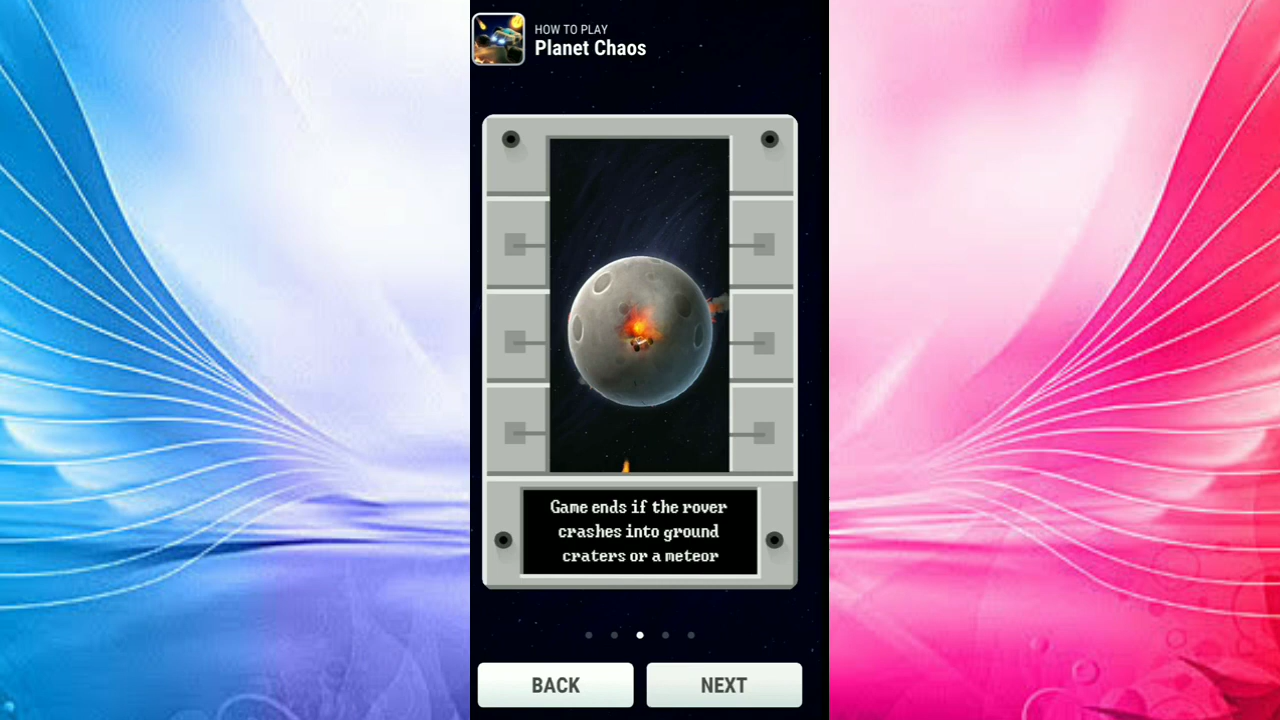 HOW TO PLAY
Planet Chaos
Game ends if the rover
crashes into ground
craters or a meteor
BACK
NEXT